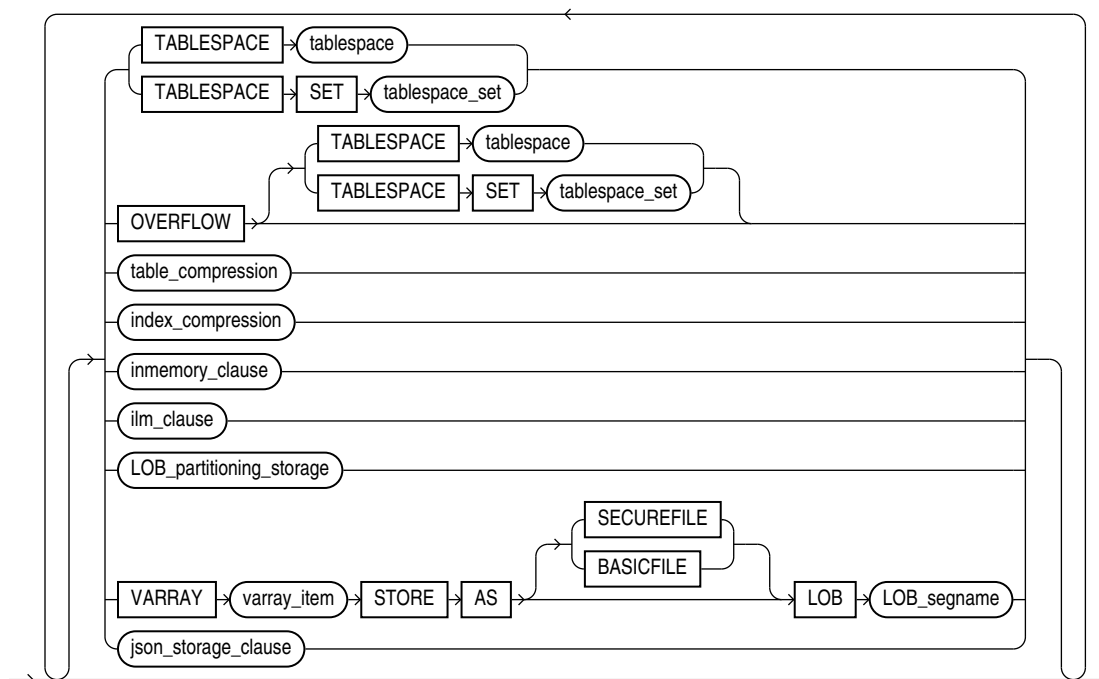 TABLESPACE tablespace
TABLESPACE SET tablespace_set
TABLESPACE tablespace
TABLESPACE SET tablespace_set
OVERFLOW
table_compression
index_compression
inmemory_clause
ilm_clause
LOB_partitioning_storage
SECUREFILE
BASICFILE
VARRAY varray_item STORE AS LOB LOB_segname
json_storage_clause